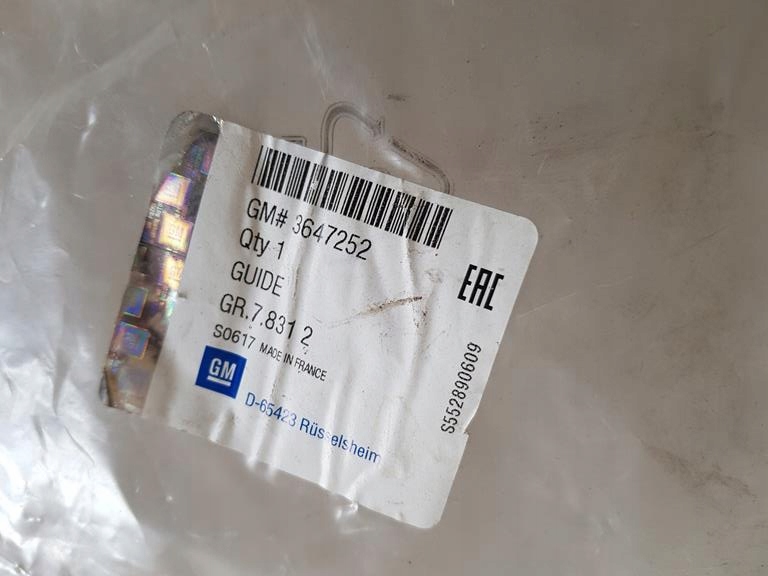 GM# 3647252
Qty 1
GUIDE
GR.7.831 2
S0617 MADE IN FRANCE
GM
D-65423 Rüsselsheim
EAC
S552890609